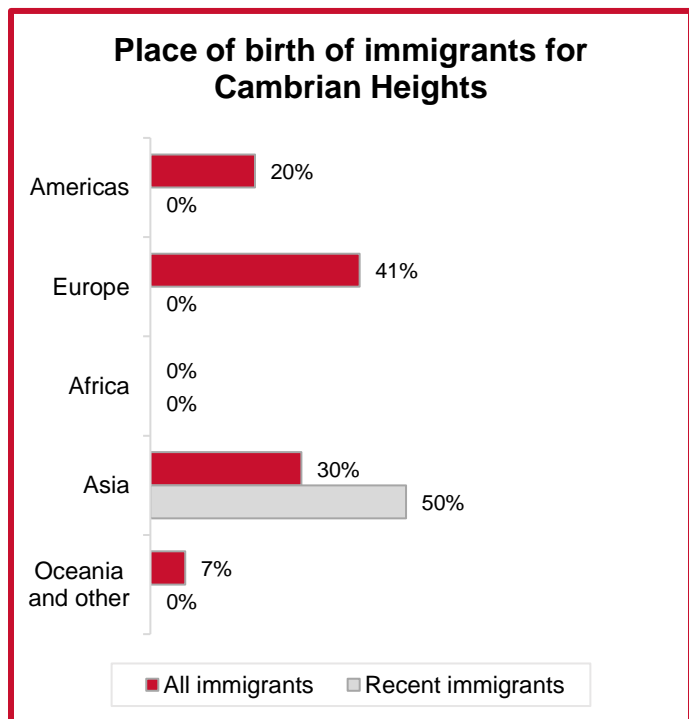 Place of birth of immigrants for
Cambrian Heights
Americas
20%
0%
Europe
41%
0%
Africa
0%
0%
Asia
30%
50%
Oceania
and other
7%
0%
All immigrants
Recent immigrants